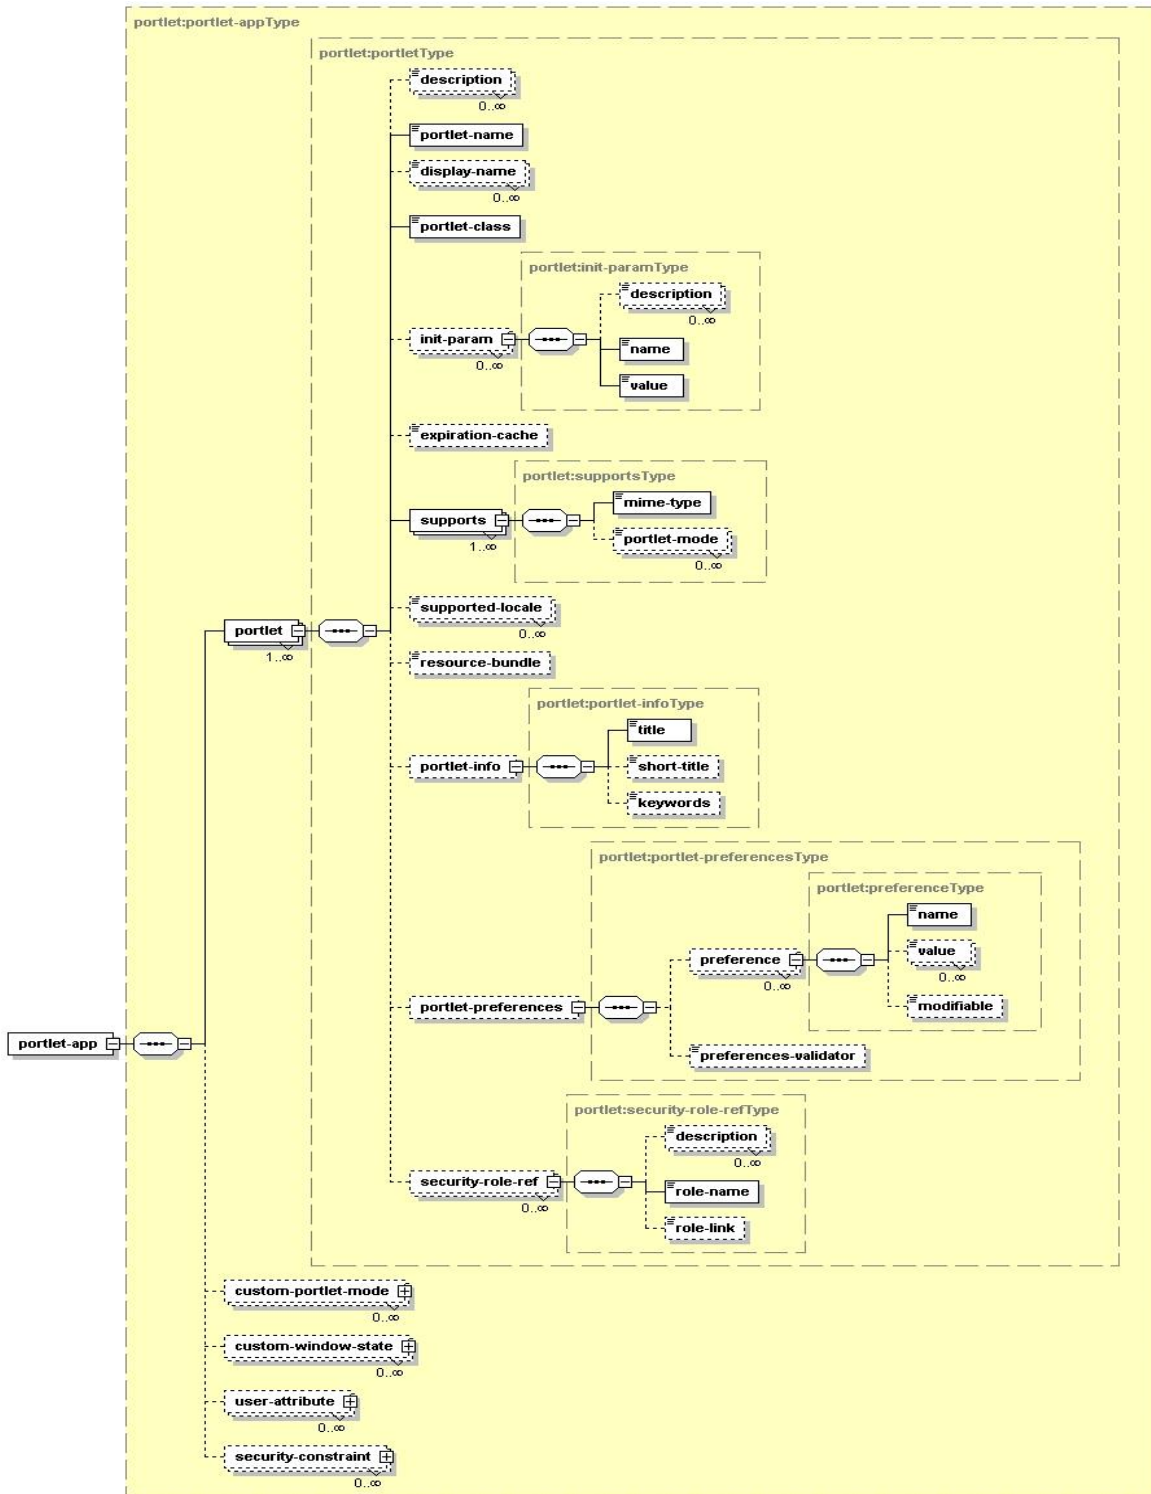 portlet:portlet-appType
portlet:portletType
description
0..∞
portlet-name
display-name
0..∞
portlet-class
portlet:init-paramType
description
0..∞
init-param
0..∞
name
value
expiration-cache
portlet:supportsType
mime-type
supports
1..∞
portlet-mode
0..∞
supported-locale
0..∞
portlet
1..∞
resource-bundle
portlet:portlet-infoType
title
portlet-info
short-title
keywords
portlet:portlet-preferencesType
portlet:preferenceType
name
preference
0..∞
value
0..∞
modifiable
portlet-preferences
preferences-validator
portlet-app
portlet:security-role-refType
description
0..∞
security-role-ref
0..∞
role-name
role-link
custom-portlet-mode
0..∞
custom-window-state
0..∞
user-attribute
0..∞
security-constraint
0..∞